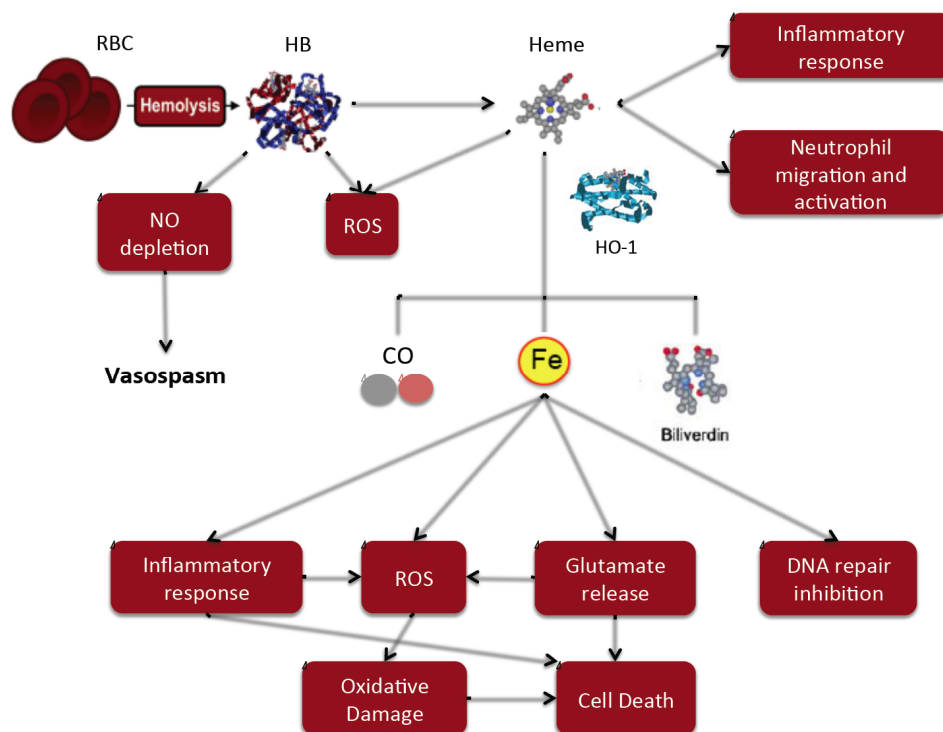 RBC
HB
Heme
Inflammatory
response
Hemolysis
Neutrophil
migration and
activation
NO
depletion
ROS
HO-1
Vasospasm
CO
Fe
Biliverdin
Inflammatory
response
ROS
Glutamate
release
DNA repair
inhibition
Oxidative
Damage
Cell Death